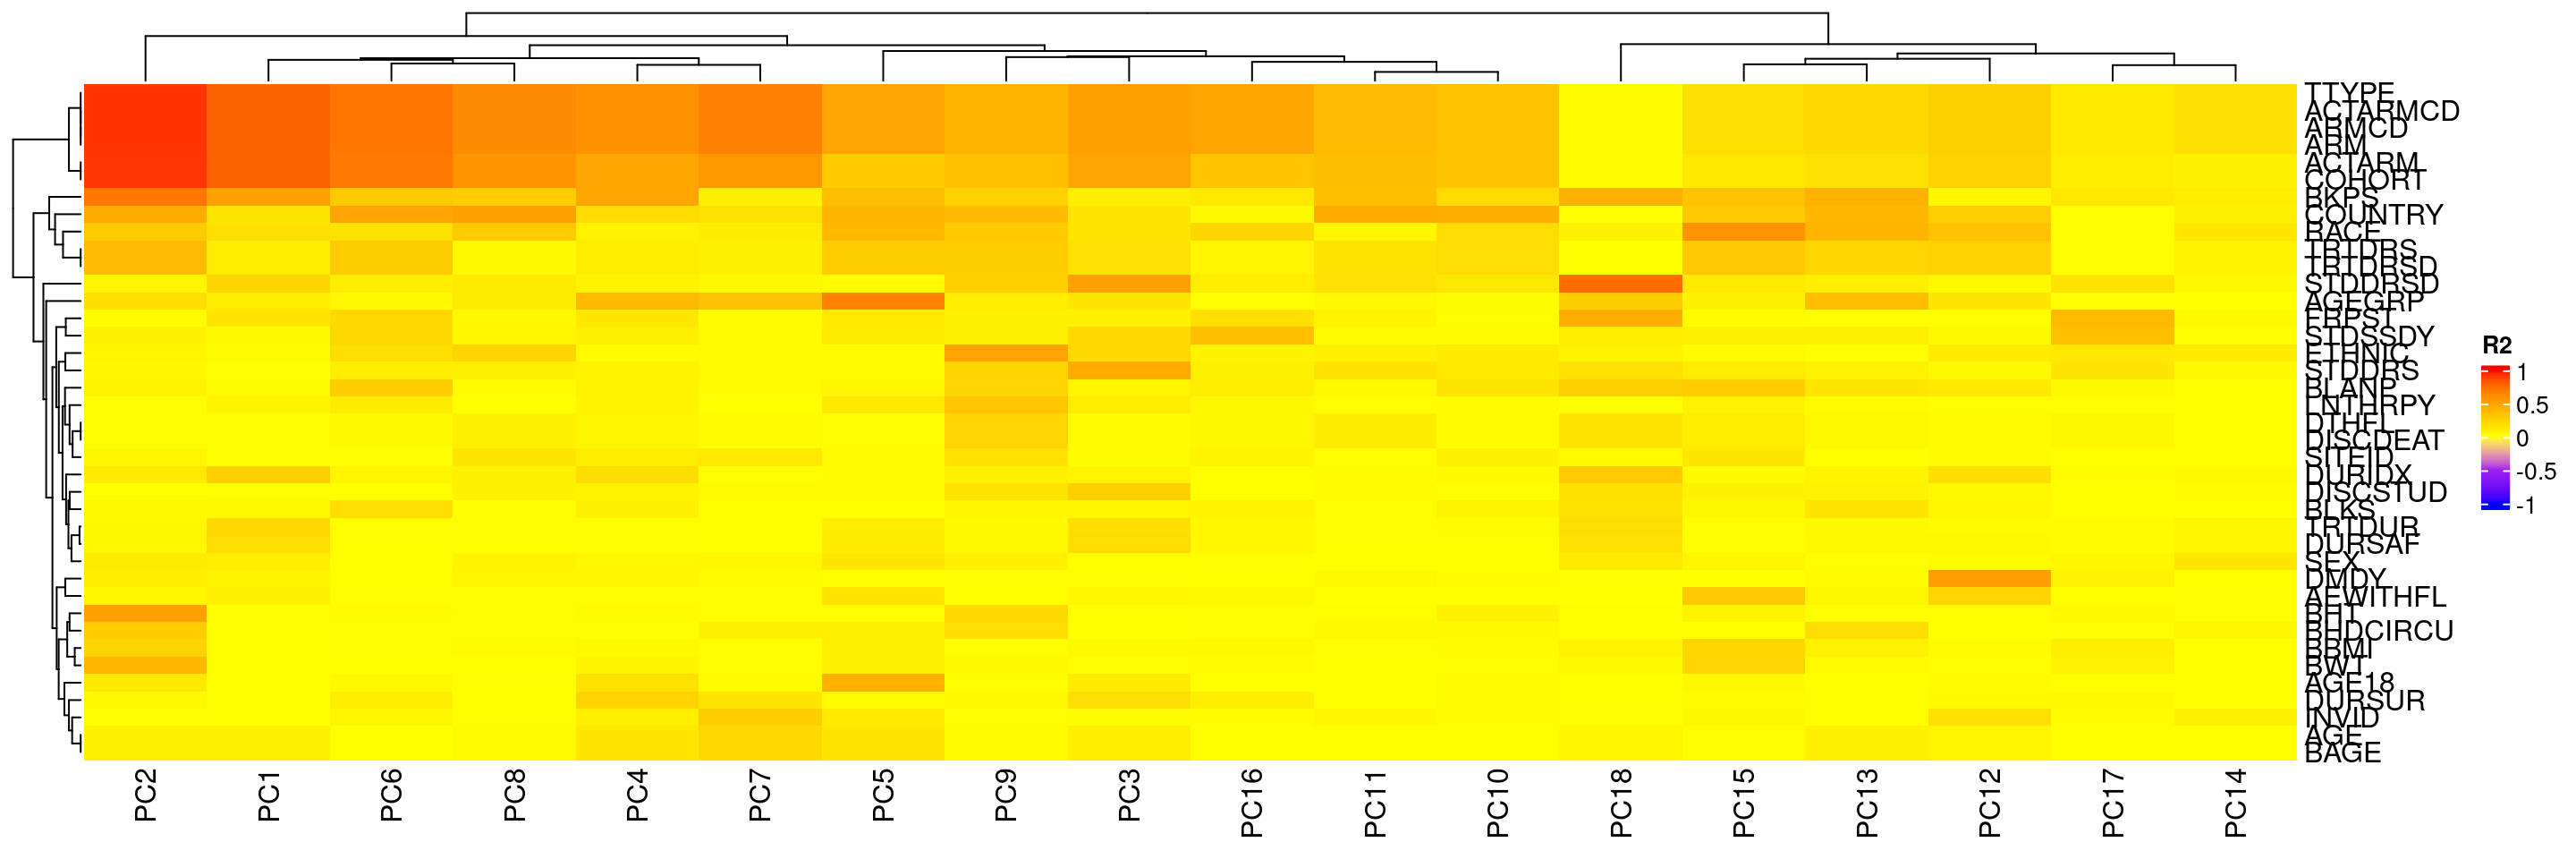 TTYPE
ACTARMCD
ARMCD
ARM
ACTARM
COHORT
BKPS
COUNTRY
RACE
TRTDRS
TRTDRSD
STDDRSD
AGEGRP
FRPST
STDSSDY
ETHNIC
STDDRS
BLANP
LNTHRPY
DTHFL
DISCDEAT
SITEID
DURIDX
DISCSTUD
BLKS
TRTDUR
DURSAF
SEX
DMDY
AEWITHFL
BHT
BHDCIRCU
BBMI
BWT
AGE18
DURSUR
INVID
AGE
BAGE
R2
1
0.5
0
-0.5
-1
PC2 PC1 PC6 PC8 PC4 PC7 PC5 PC9 PC3 PC16 PC11 PC10 PC18 PC15 PC13 PC12 PC17 PC14